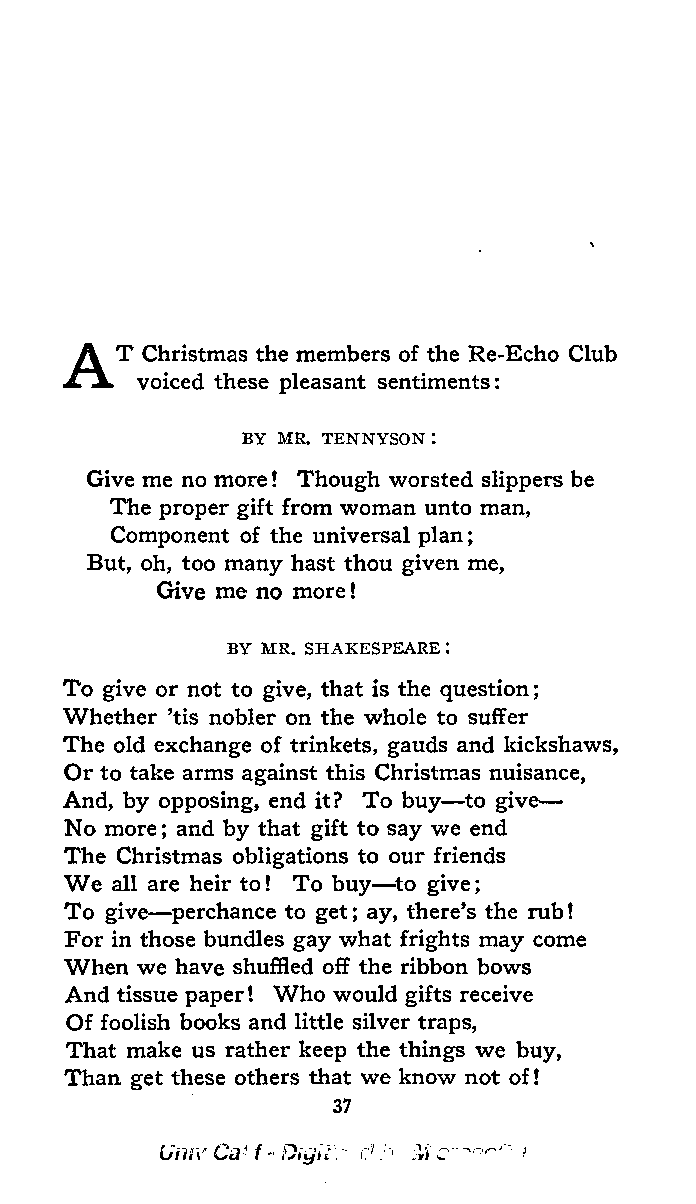 AT Christmas the members of the Re-Echo Club
voiced these pleasant sentiments:
BY MR. TENNYSON:
Give me no more! Though worsted slippers be
The proper gift from woman unto man,
Component of the universal plan;
But, oh, too many hast thou given me,
Give me no more!
BY MR. SHAKESPEARE:
To give or not to give, that is the question;
Whether 'tis nobler on the whole to suffer
The old exchange of trinkets, gauds and kickshaws,
Or to take arms against this Christmas nuisance,
And, by opposing, end it? To buy—to give—
No more; and by that gift to say we end
The Christmas obligations to our friends
We all are heir to! To buy—to give;
To give—perchance to get; ay, there's the rub!
For in those bundles gay what frights may come
When we have shuffled off the ribbon bows
And tissue paper! Who would gifts receive
Of foolish books and little silver traps,
That make us rather keep the things we buy,
Than get these others that we know not of!
37
Univ